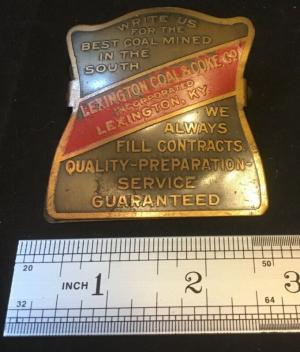 WRITE US
FOR THE
BEST COAL MINED
IN THE
SOUTH
LEXINGTON COAL & COKE CO.
INCORPORATED
LEXINGTON, KY.
WE
ALWAYS
FILL CONTRACTS.
QUALITY-PREPARATION-
SERVICE
GUARANTEED
20 50
INCH 1 2 3
32 64